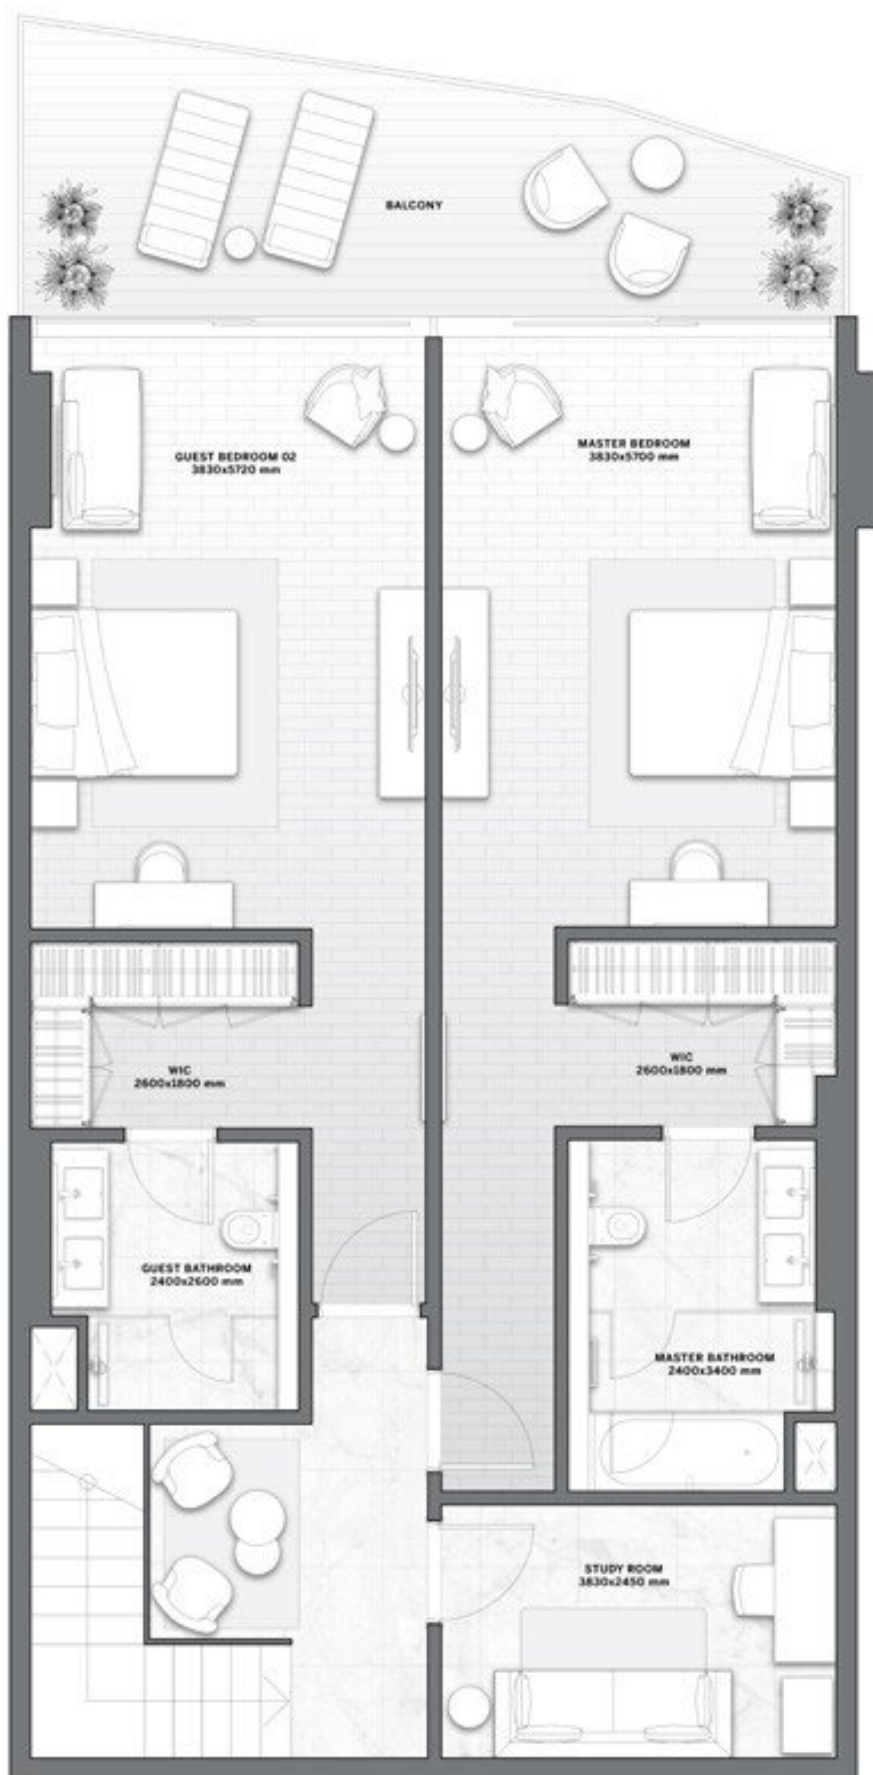 BALCONY
GUEST BEDROOM 02
3830x5720 mm
MASTER BEDROOM
3830x5700 mm
WIC
2600x1800 mm
WIC
2600x1800 mm
GUEST BATHROOM
2400x2600 mm
MASTER BATHROOM
2400x3400 mm
STUDY ROOM
3830x2450 mm